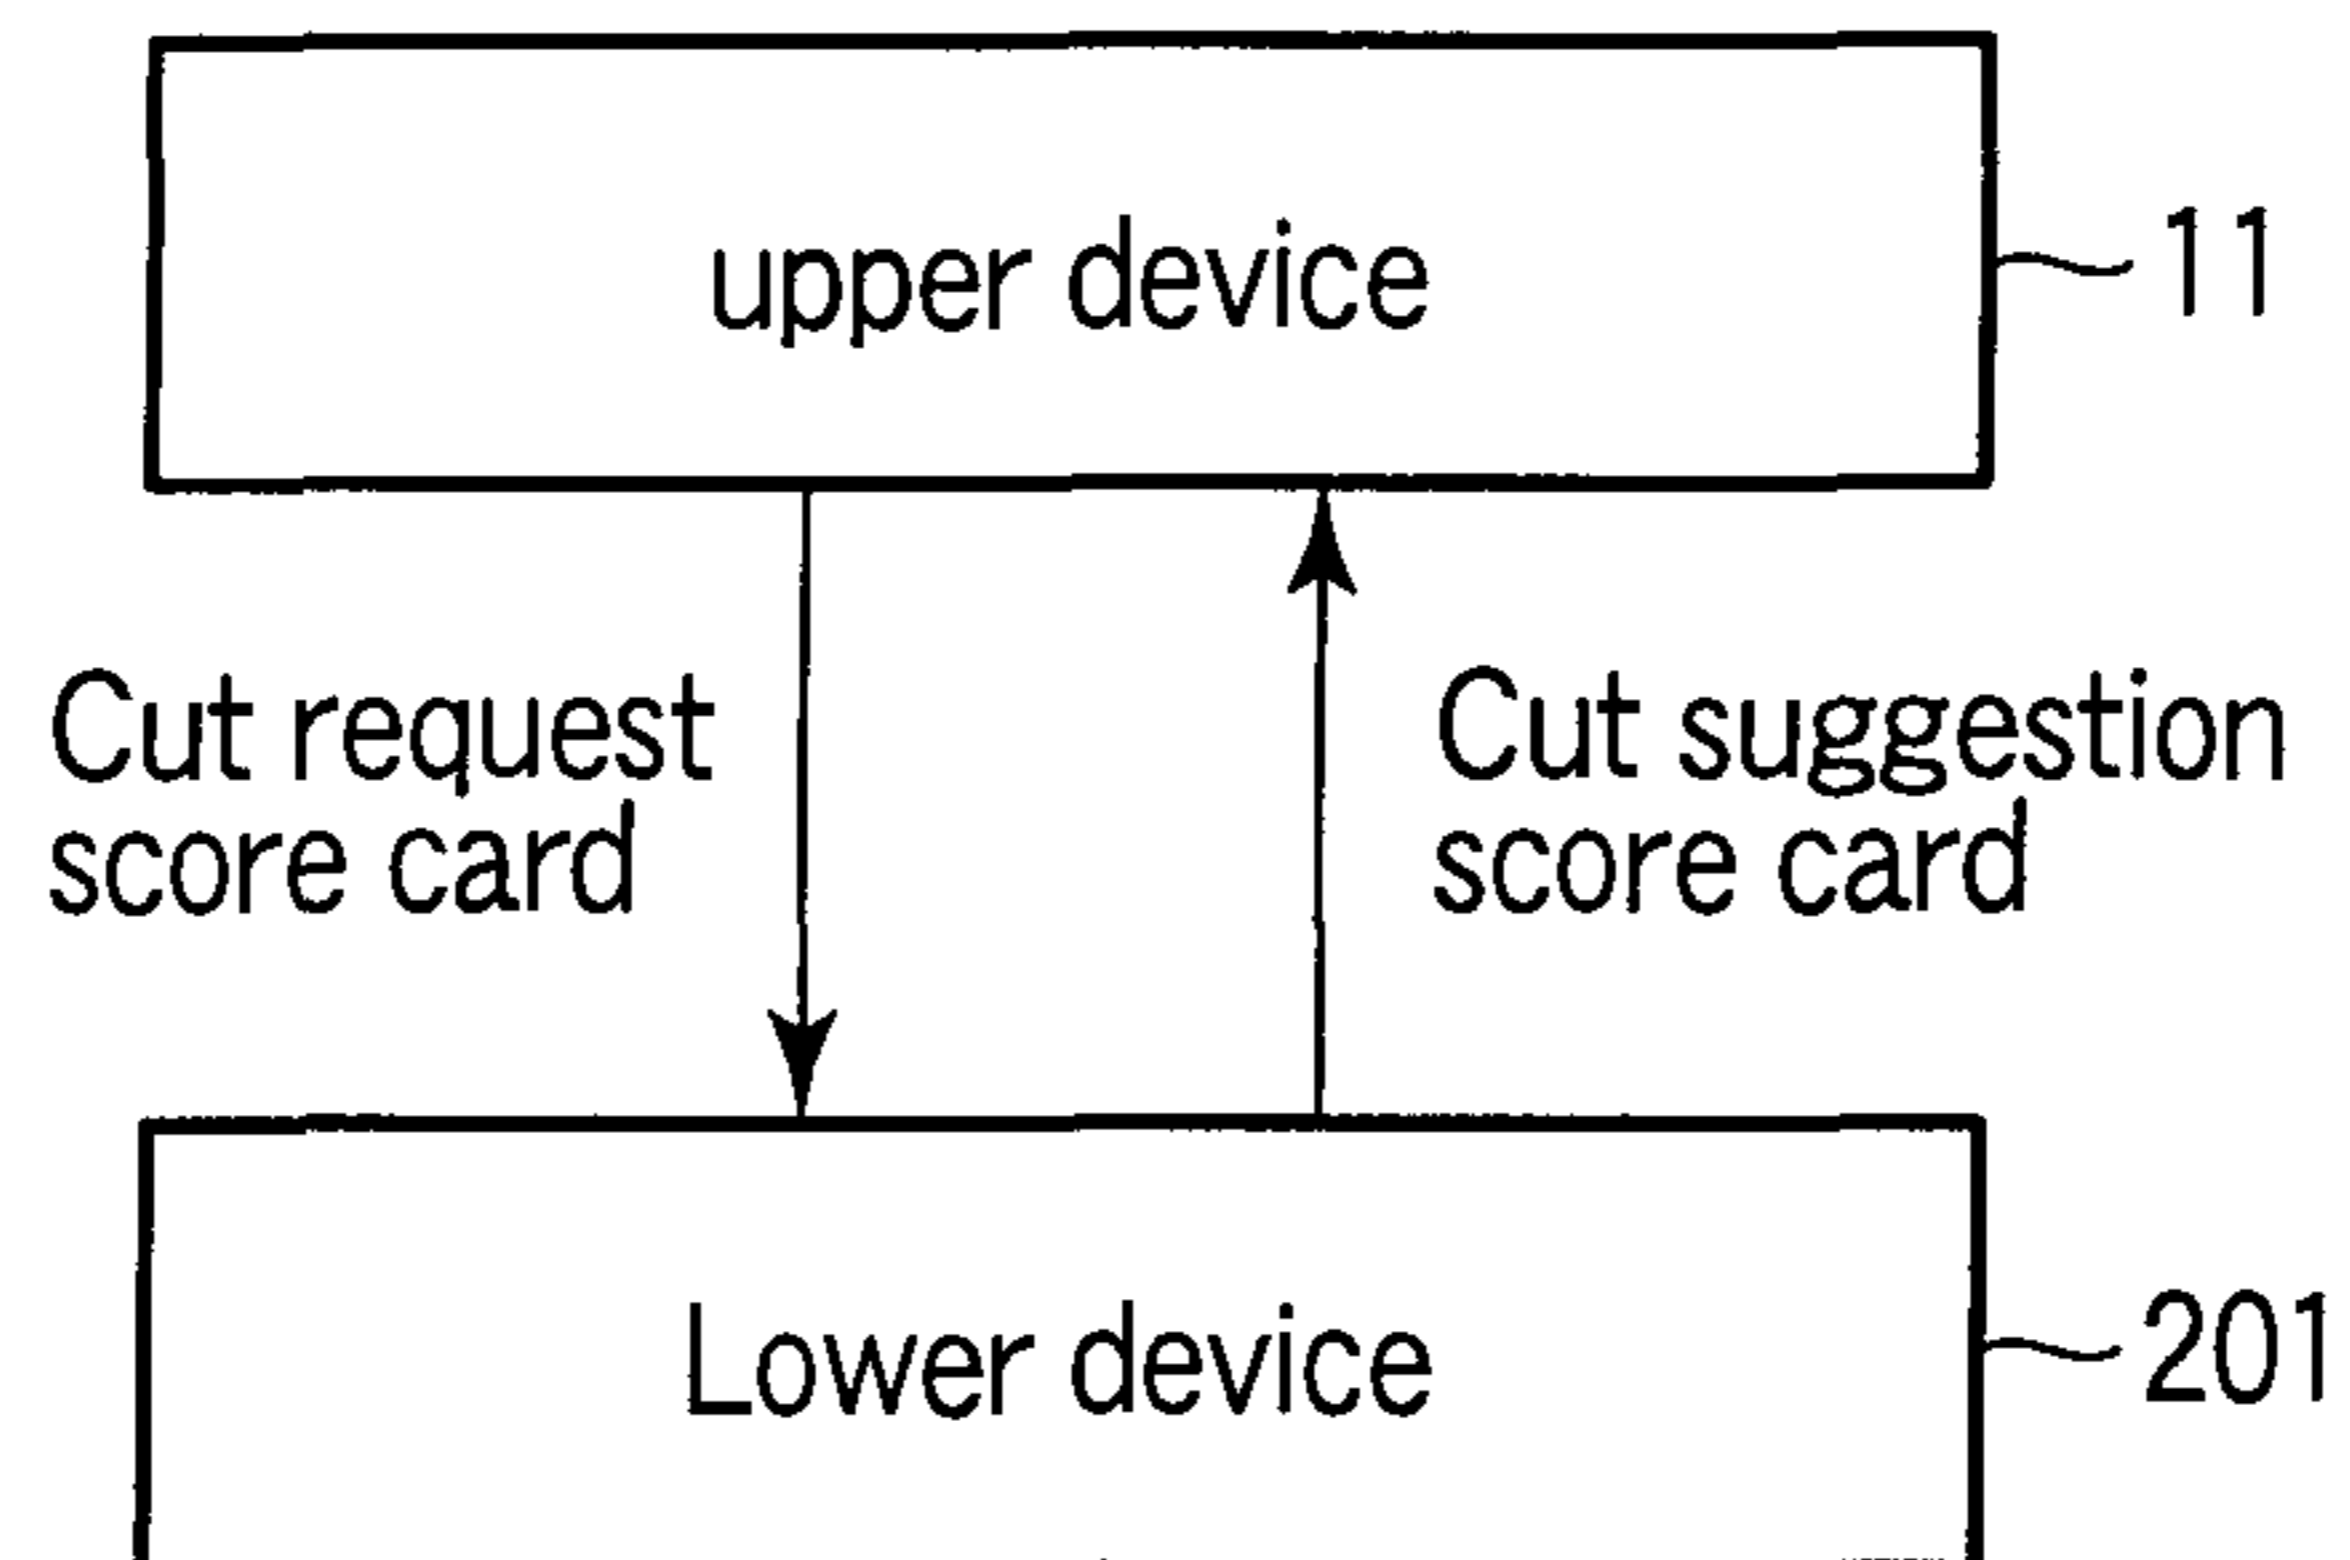 upper device
11
Cut request
score card
Cut suggestion
score card
Lower device
201